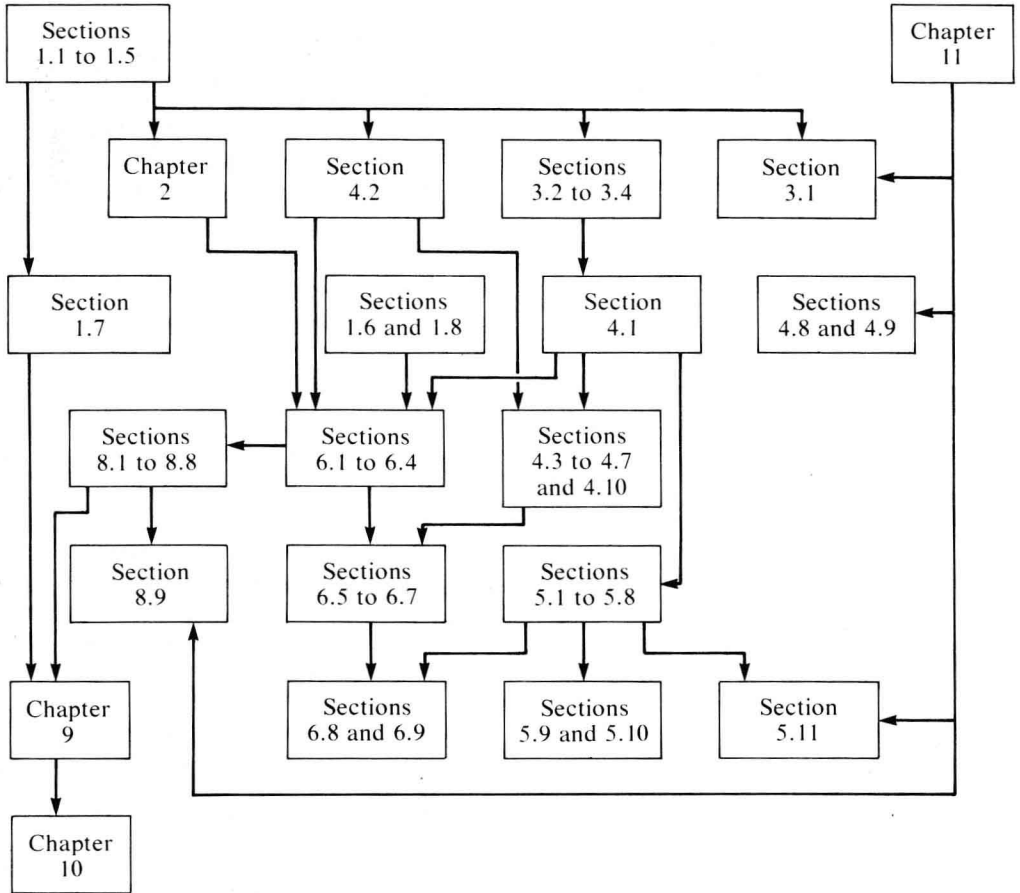 Sections
1.1 to 1.5
Chapter
11
Chapter
2
Section
4.2
Sections
3.2 to 3.4
Section
3.1
Section
1.7
Sections
1.6 and 1.8
Section
4.1
Sections
4.8 and 4.9
Sections
8.1 to 8.8
Sections
6.1 to 6.4
Sections
4.3 to 4.7
and 4.10
Section
8.9
Sections
6.5 to 6.7
Sections
5.1 to 5.8
Chapter
9
Sections
6.8 and 6.9
Sections
5.9 and 5.10
Section
5.11
Chapter
10